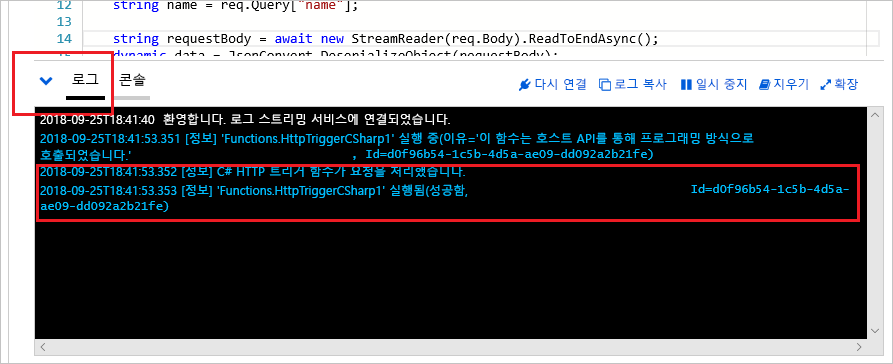 12 string name = req.Query["name"];
13
14 string requestBody = await new StreamReader(req.Body).ReadToEndAsync();
15 dynamic data = JsonConvert.DeserializeObject(requestBody);
로그 콘솔 다시 연결 로그 복사 일시 중지 지우기 확장
2018-09-25T18:41:40 환영합니다. 로그 스트리밍 서비스에 연결되었습니다.
2018-09-25T18:41:53.351 [정보] 'Functions.HttpTriggerCSharp1' 실행 중(이유='이 함수는 호스트 API를 통해 프로그래밍 방식으로
호출되었습니다.' , Id=d0f96b54-1c5b-4d5a-ae09-dd092a2b21fe)
2018-09-25T18:41:53.352 [정보] C# HTTP 트리거 함수가 요청을 처리했습니다.
2018-09-25T18:41:53.353 [정보] 'Functions.HttpTriggerCSharp1' 실행됨(성공함, Id=d0f96b54-1c5b-4d5a-
ae09-dd092a2b21fe)